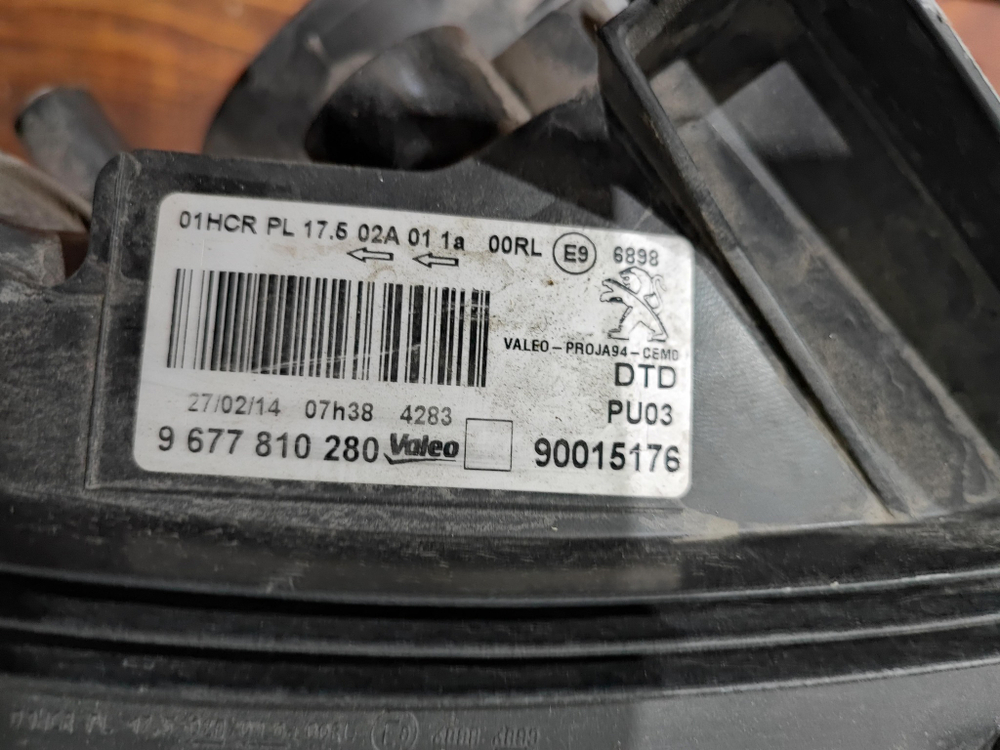 01HCR PL 17.5 02A 01 1a 00RL E9 6898
VALEO-PROJA94-CEMD
DTD
27/02/14 07h38 4283
PU03
9 677 810 280 Valeo 90015176